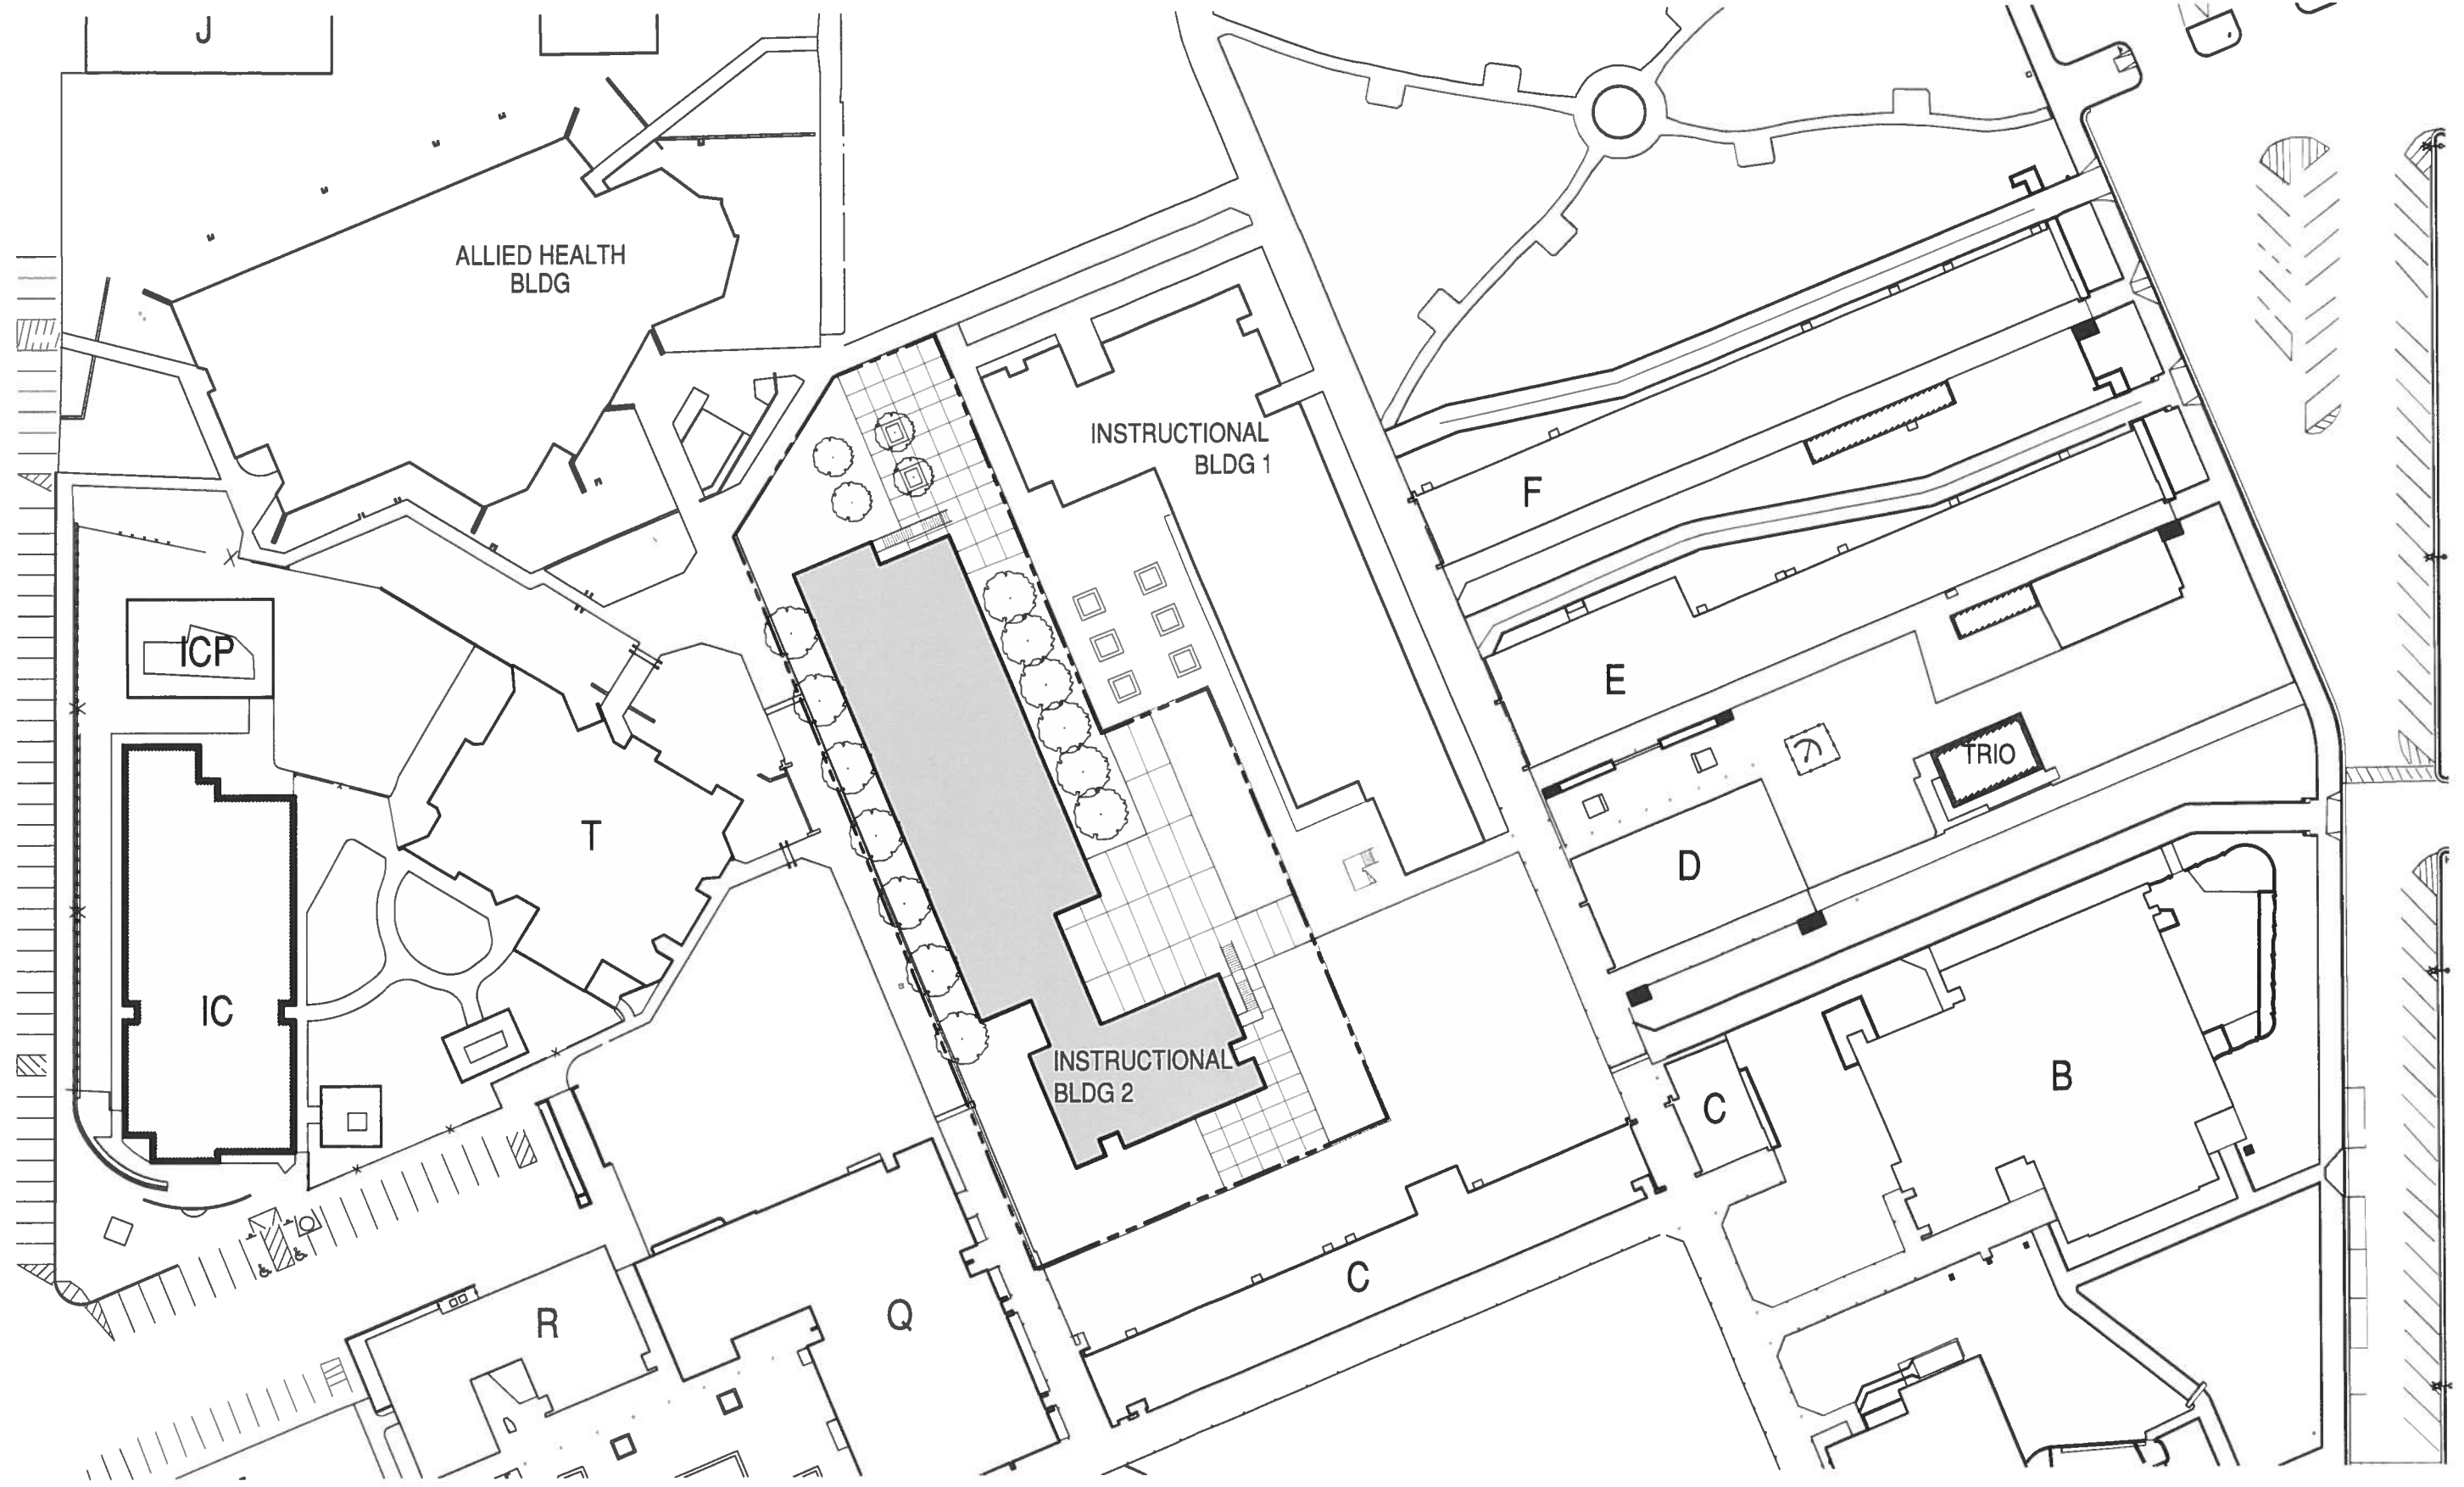 J
ALLIED HEALTH
BLDG
INSTRUCTIONAL
BLDG 1
F
ICP
E
TRIO
T
D
IC
INSTRUCTIONAL
BLDG 2
B
C
C
R
Q